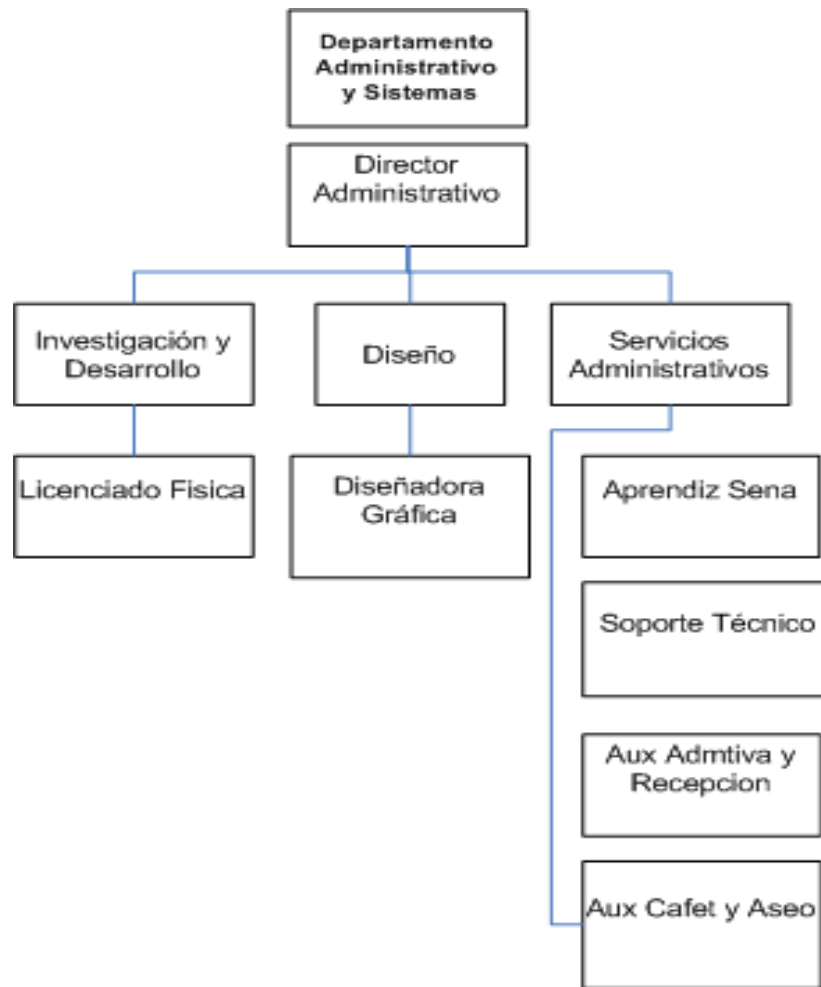 Departamento
Administrativo
y Sistemas
Director
Administrativo
Investigación y
Desarrollo
Diseño
Servicios
Administrativos
Licenciado Fisica
Diseñadora
Gráfica
Aprendiz Sena
Soporte Técnico
Aux Admtiva y
Recepcion
Aux Cafet y Aseo